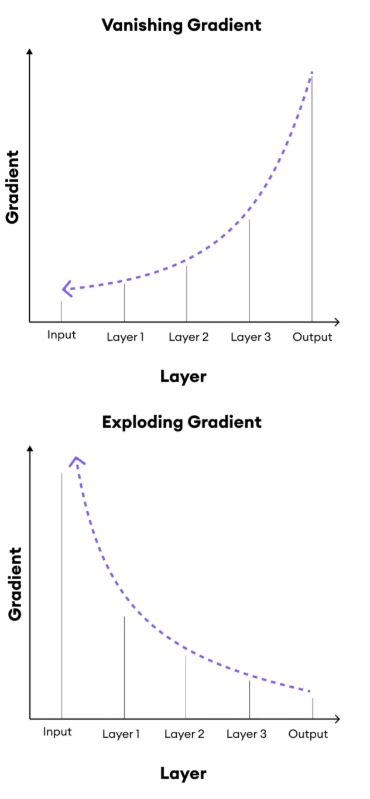 Vanishing Gradient
Gradient
Input Layer 1 Layer 2 Layer 3 Output
Layer
Exploding Gradient
Gradient
Input Layer 1 Layer 2 Layer 3 Output
Layer